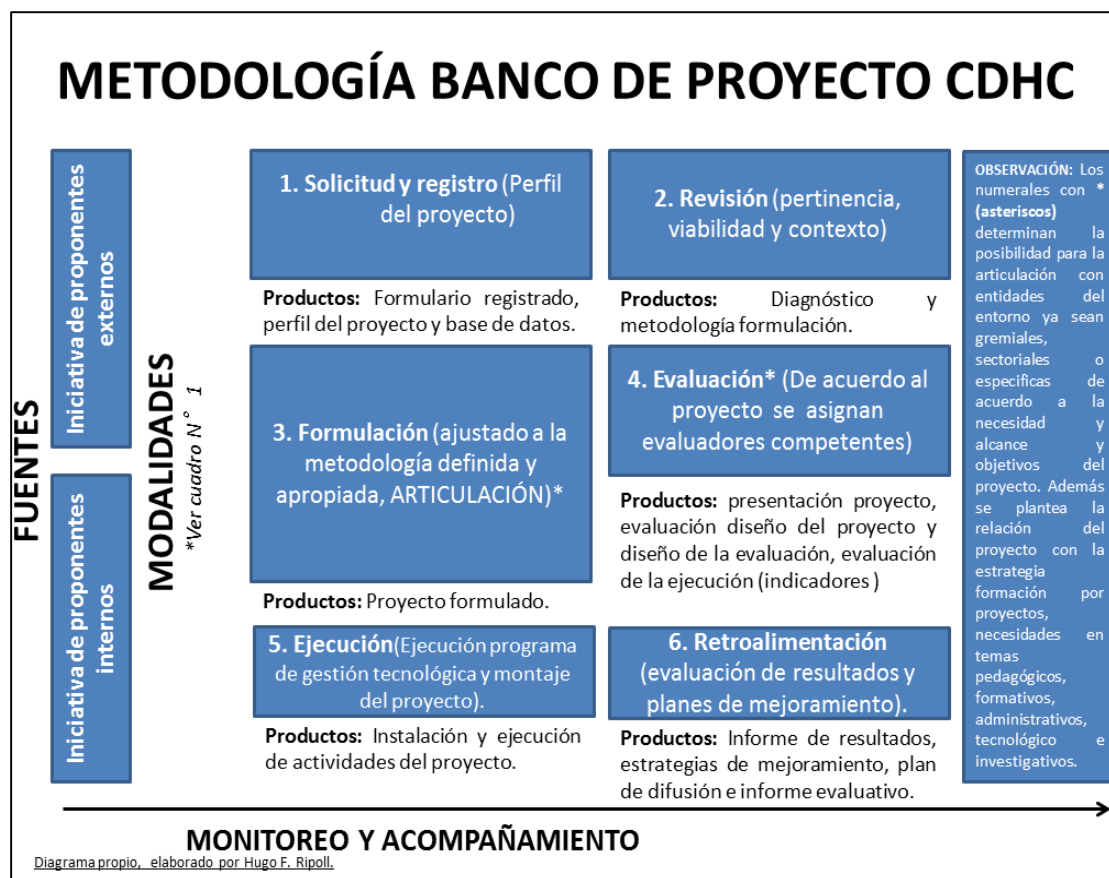 METODOLOGÍA BANCO DE PROYECTO CDHC
FUENTES
Iniciativa de proponentes
externos
Iniciativa de proponentes
internos
MODALIDADES
*Ver cuadro N° 1
1. Solicitud y registro (Perfil
del proyecto)
Productos: Formulario registrado,
perfil del proyecto y base de datos.
2. Revisión (pertinencia,
viabilidad y contexto)
Productos: Diagnóstico y
metodología formulación.
3. Formulación (ajustado a la
metodología definida y
apropiada, ARTICULACIÓN)*
Productos: Proyecto formulado.
4. Evaluación* (De acuerdo al
proyecto se asignan
evaluadores competentes)
Productos: presentación proyecto,
evaluación diseño del proyecto y
diseño de la evaluación, evaluación
de la ejecución (indicadores )
5. Ejecución(Ejecución programa
de gestión tecnológica y montaje
del proyecto).
Productos: Instalación y ejecución
de actividades del proyecto.
6. Retroalimentación
(evaluación de resultados y
planes de mejoramiento).
Productos: Informe de resultados,
estrategias de mejoramiento, plan
de difusión e informe evaluativo.
OBSERVACIÓN: Los
numerales con *
(asteriscos)
determinan la
posibilidad para la
articulación con
entidades del
entorno ya sean
gremiales,
sectoriales o
especificas de
acuerdo a la
necesidad y
alcance y
objetivos del
proyecto. Además
se plantea la
relación del
proyecto con la
estrategia
formación por
proyectos,
necesidades en
temas
pedagógicos,
formativos,
administrativos,
tecnológico e
investigativos.
MONITOREO Y ACOMPAÑAMIENTO
Diagrama propio, elaborado por Hugo F. Ripoll.